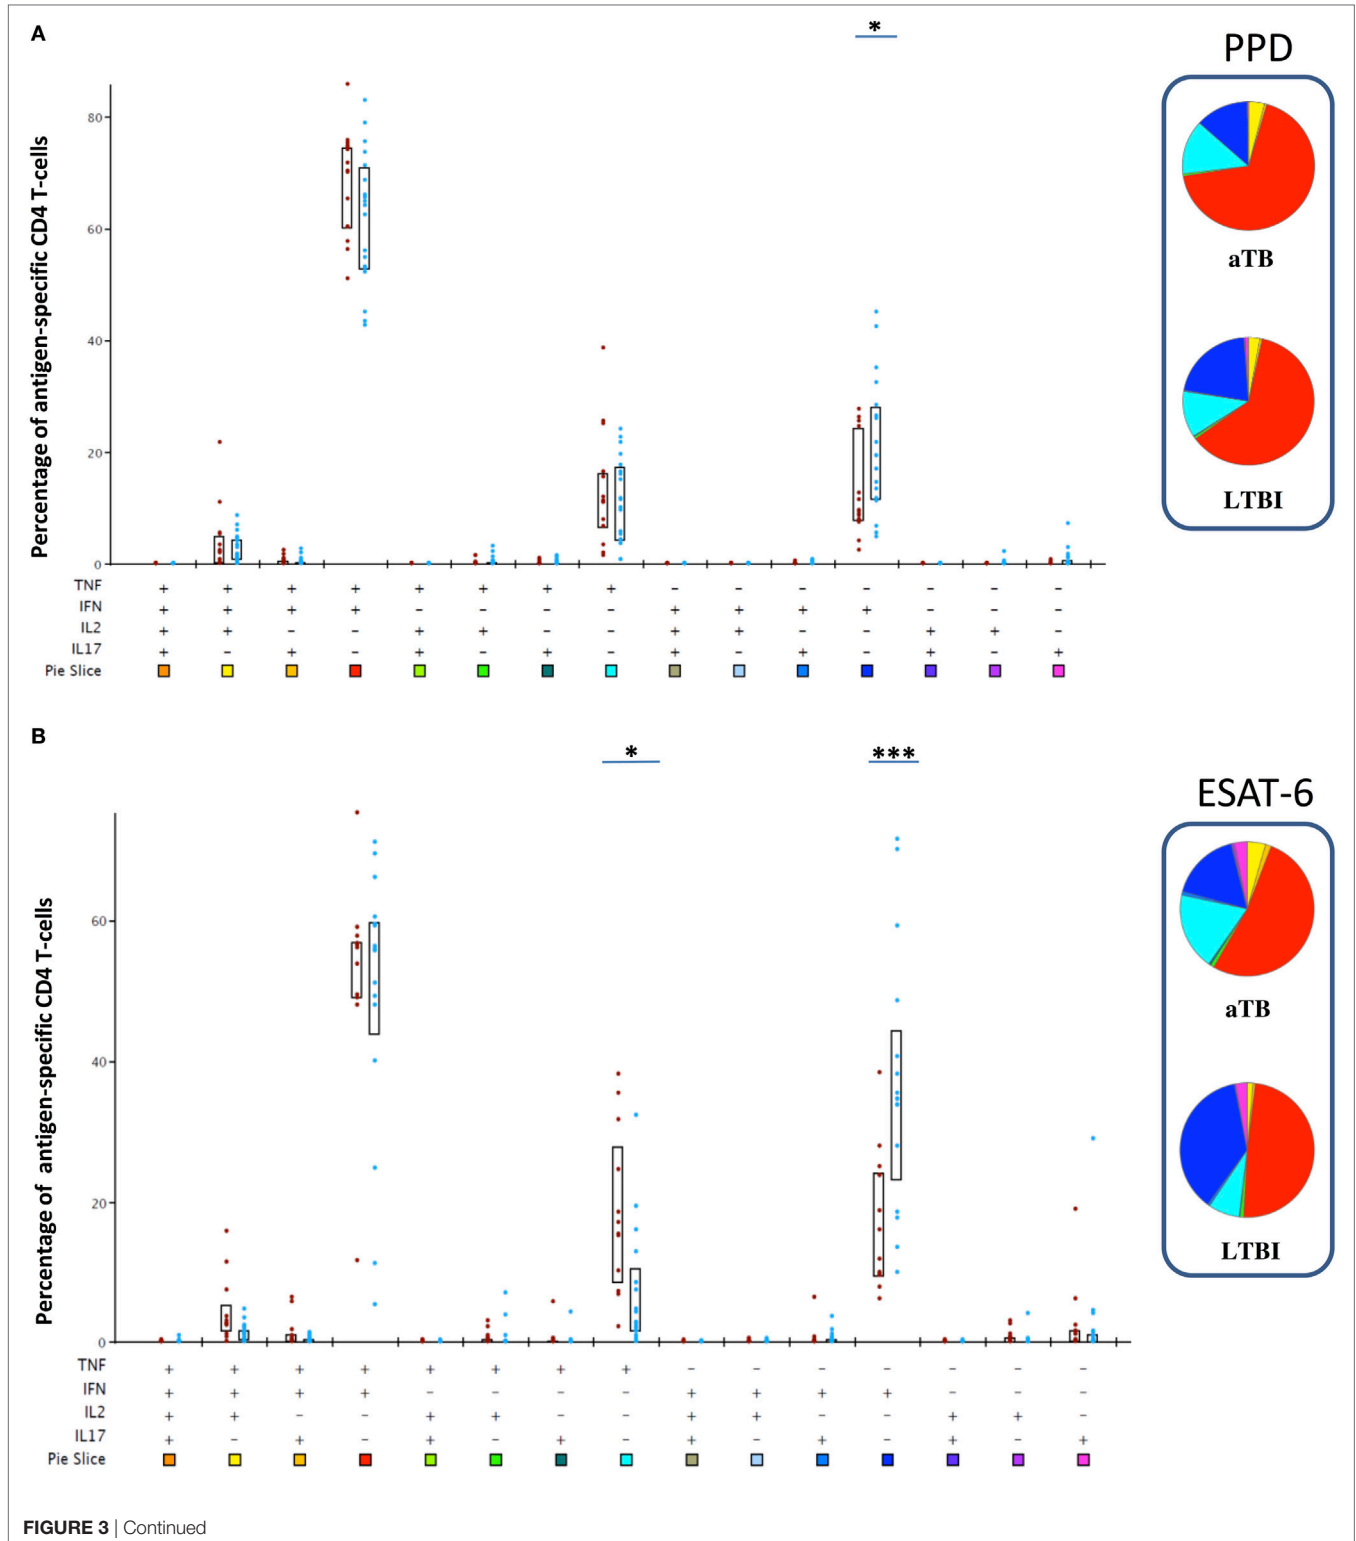 A
*
PPD
Percentage of antigen-specific CD4 T-cells
80
60
40
20
0
aTB
LTBI
TNF + + + + + + + + – – – – – – –
IFN + + + + – – – – + + + + – – –
IL2 + + – – + + – – + + – – + + –
IL17 + – + – + – + – + – + – + – +
Pie Slice
B
*
***
ESAT-6
Percentage of antigen-specific CD4 T-cells
60
40
20
0
aTB
LTBI
TNF + + + + + + + + – – – – – – –
IFN + + + + – – – – + + + + – – –
IL2 + + – – + + – – + + – – + + –
IL17 + – + – + – + – + – + – + – +
Pie Slice
FIGURE 3 | Continued